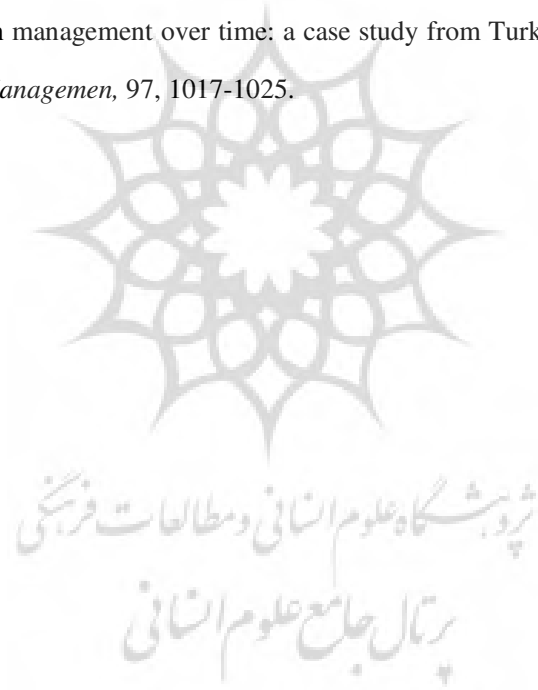 n management over time: a case study from Turk
anagemen, 97, 1017-1025.
پژوهشگاه علوم انسانی و مطالعات فرهنگی
پرتال جامع علوم انسانی